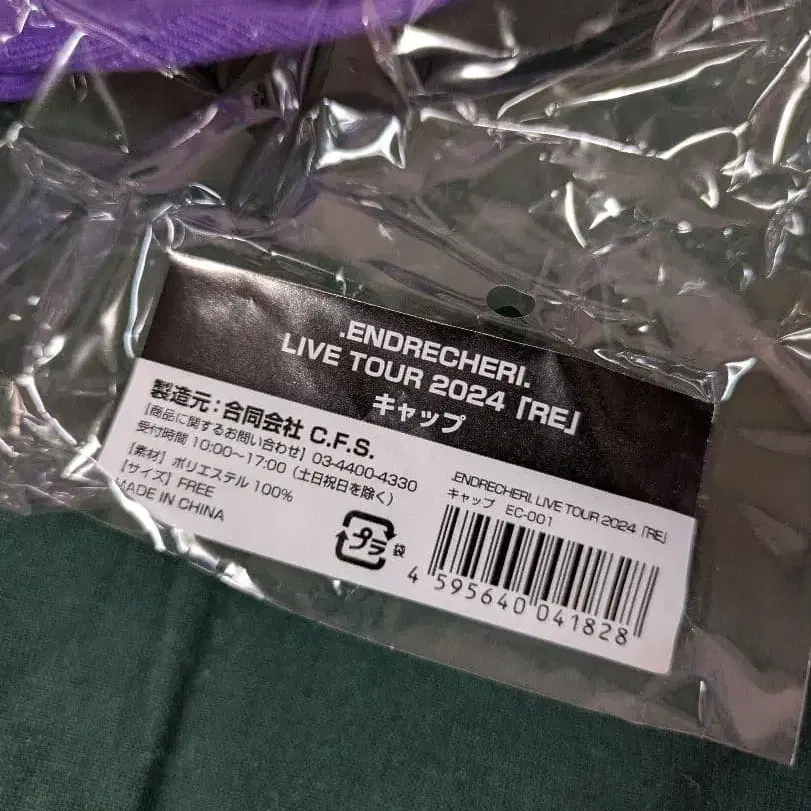 .ENDRECHERI.
LIVE TOUR 2024「RE」
キャップ
製造元：合同会社 C.F.S.
[商品に関するお問い合わせ] 03-4400-4330
受付時間 10:00～17:00（土日祝日を除く）
【素材】ポリエステル 100%
【サイズ】FREE
MADE IN CHINA
プラ 袋
.ENDRECHERI. LIVE TOUR 2024「RE」
キャップ EC-001
4 595640 041828